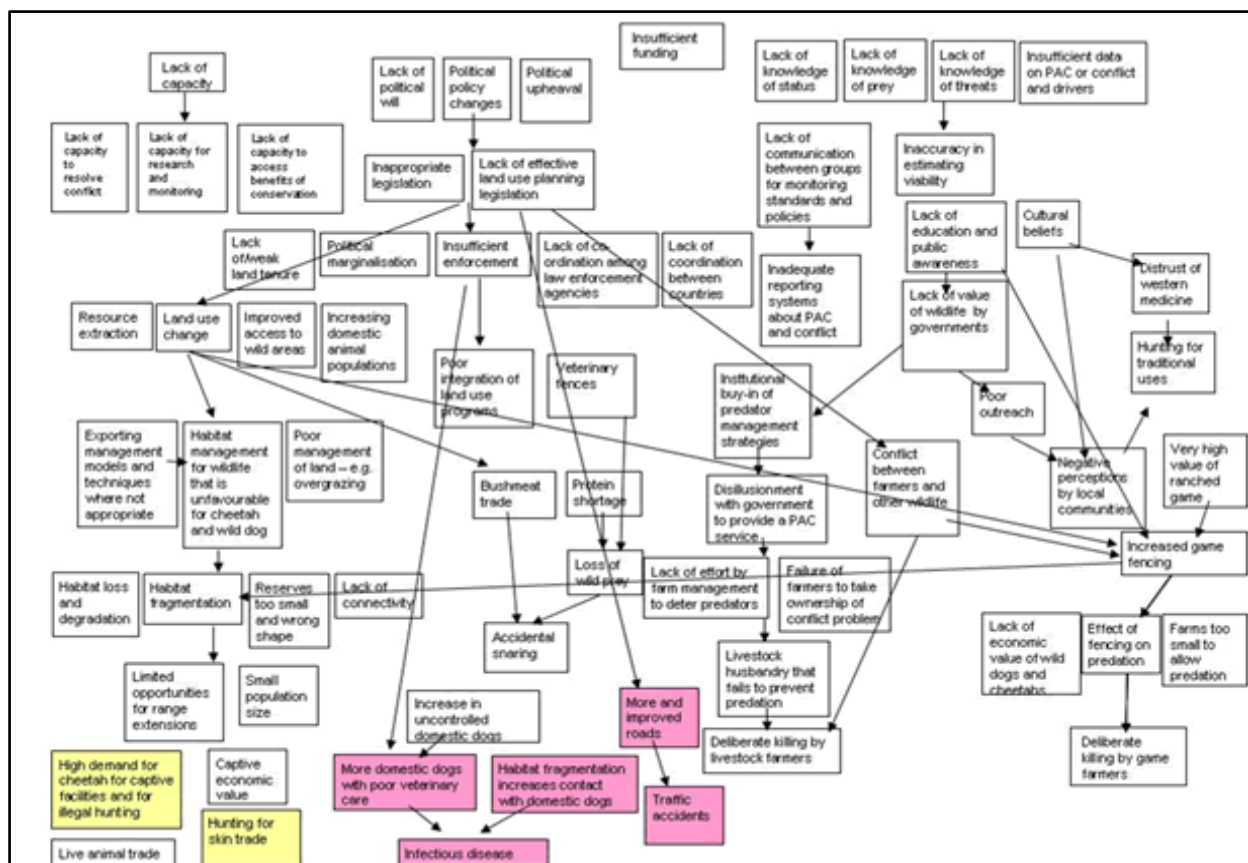 Insufficient
funding
Lack of
capacity
Lack of
political
will
Political
policy
changes
Political
upheaval
Lack of
knowledge
of status
Lack of
knowledge
of prey
Lack of
knowledge
of threats
Insufficient data
on PAC or conflict
and drivers
Lack of
capacity
to
resolve
conflict
Lack of
capacity for
research
and
monitoring
Lack of
capacity to
access
benefits of
conservation
Inappropriate
legislation
Lack of effective
land use planning
legislation
Lack of
communication
between groups
for monitoring
standards and
policies
Inaccuracy in
estimating
viability
Lack of
education and
public
awareness
Cultural
beliefs
Lack
of/weak
land tenure
Political
marginalisation
Insufficient
enforcement
Lack of co-
ordination among
law enforcement
agencies
Lack of
coordination
between
countries
Inadequate
reporting
systems
about PAC
and conflict
Distrust of
western
medicine
Lack of value
of wildlife by
governments
Resource
extraction
Land use
change
Improved
access to
wild areas
Increasing
domestic
animal
populations
Poor
integration of
land use
programs
Veterinary
fences
Insttutional
buy-in of
predator
management
strategies
Hunting for
traditional
uses
Poor
outreach
Exporting
management
models and
techniques
where not
appropriate
Habitat
management
for wildlife
that is
unfavourable
for cheetah
and wild dog
Poor
management
of land – e.g.
overgrazing
Bushmeat
trade
Protein
shortage
Disillusionment
with government
to provide a PAC
service
Conflict
between
farmers and
other wildlife
Negative
perceptions
by local
communities
Very high
value of
ranched
game
Increased game
fencing
Habitat loss
and
degradation
Habitat
fragmentation
Reserves
too small
and wrong
shape
Lack of
connectivity
Loss of
wild prey
Lack of effort by
farm management
to deter predators
Failure of
farmers to take
ownership of
conflict problem
Accidental
snaring
Lack of
economic
value of wild
dogs and
cheetahs
Effect of
fencing on
predation
Farms too
small to
allow
predation
Limited
opportunities
for range
extensions
Small
population
size
Livestock
husbandry that
fails to prevent
predation
Increase in
uncontrolled
domestic dogs
More and
improved
roads
Deliberate killing by
livestock farmers
Deliberate
killing by game
farmers
High demand for
cheetah for captive
facilities and for
illegal hunting
Captive
economic
value
More domestic dogs
with poor veterinary
care
Habitat fragmentation
increases contact
with domestic dogs
Traffic
accidents
Hunting for
skin trade
Live animal trade
Infectious disease